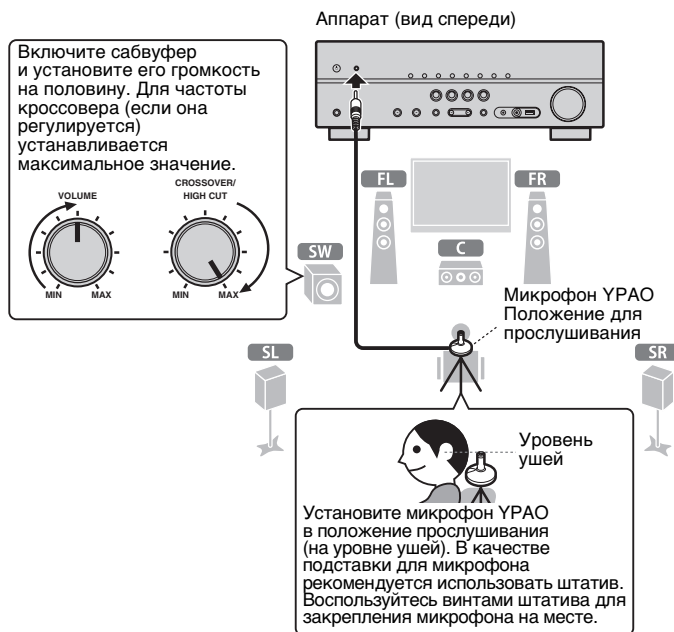 Аппарат (вид спереди)
Включите сабвуфер
и установите его громкость
на половину. Для частоты
кроссовера (если она
регулируется)
устанавливается
максимальное значение.
VOLUME
MIN
MAX
CROSSOVER/
HIGH CUT
MIN
MAX
FL
FR
C
SW
Микрофон YPAO
Положение для
прослушивания
SL
SR
Уровень
ушей
Установите микрофон YPAO
в положение прослушивания
(на уровне ушей). В качестве
подставки для микрофона
рекомендуется использовать штатив.
Воспользуйтесь винтами штатива для
закрепления микрофона на месте.